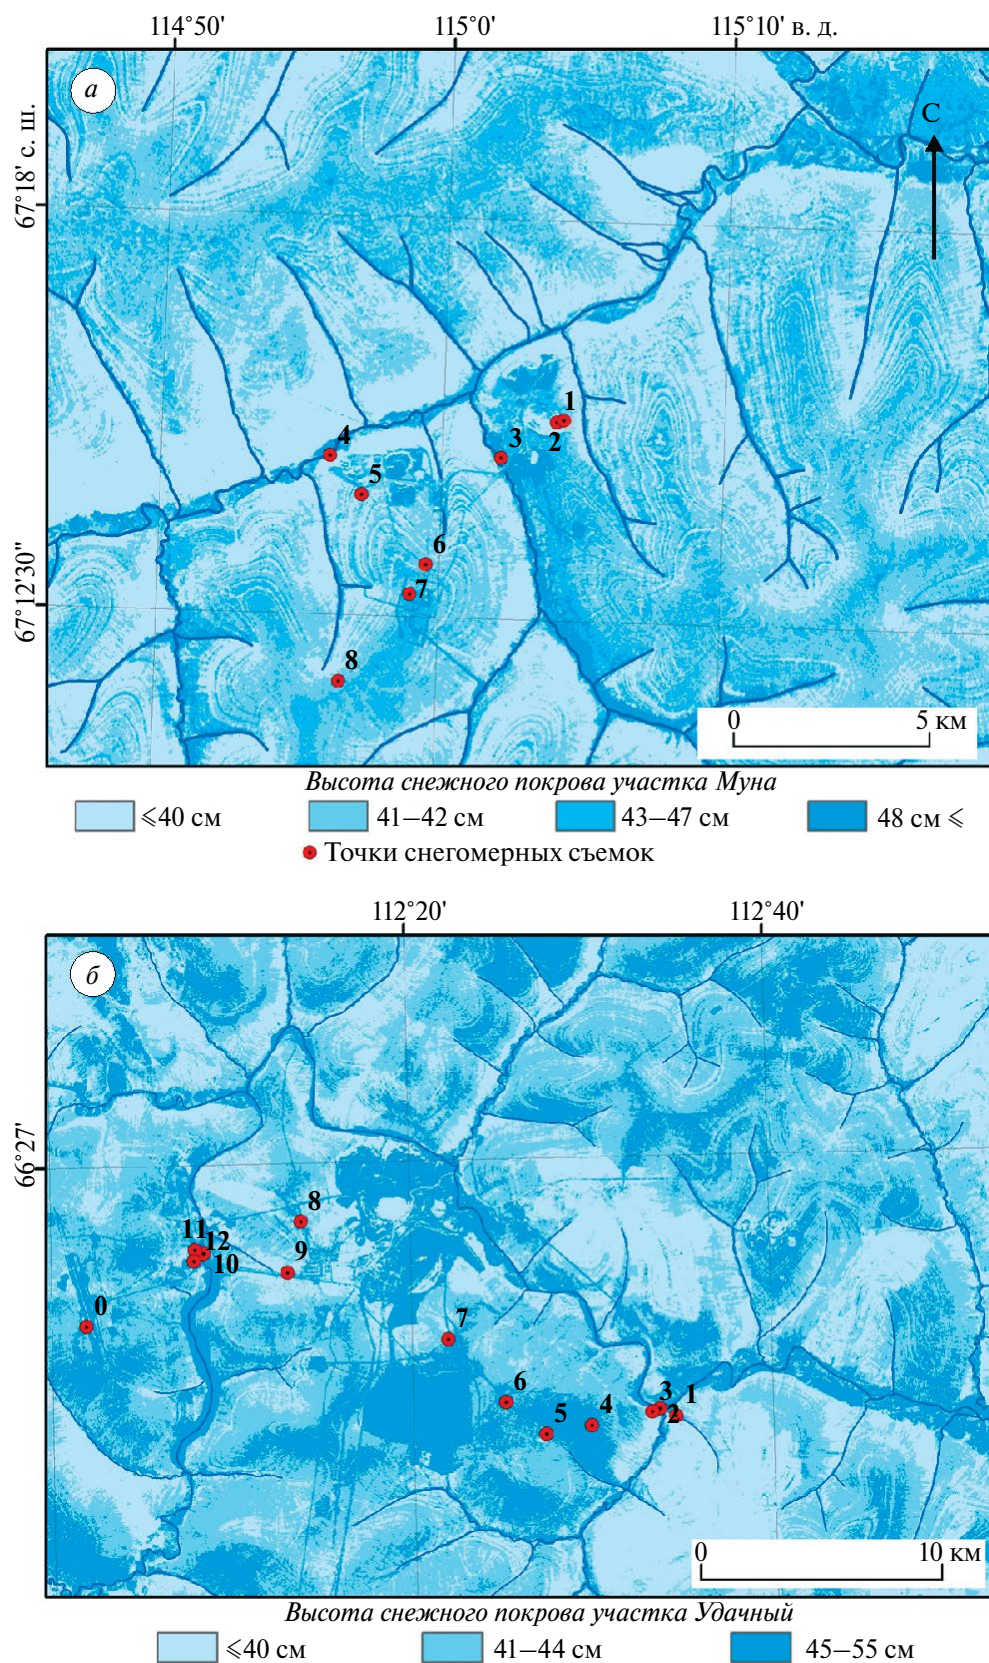 114°50' 115°0' 115°10' в. д.
а
С
67°18' с. ш.
1
2
3
4
5
6
7
67°12'30"
8
0 5 км
Высота снежного покрова участка Муна
⩽40 см 41–42 см 43–47 см 48 см ⩽
Точки снегомерных съемок
112°20' 112°40'
б
66°27'
8
11
12
9
10
0
7
6
3
1
2
5
4
0 10 км
Высота снежного покрова участка Удачный
⩽40 см 41–44 см 45–55 см